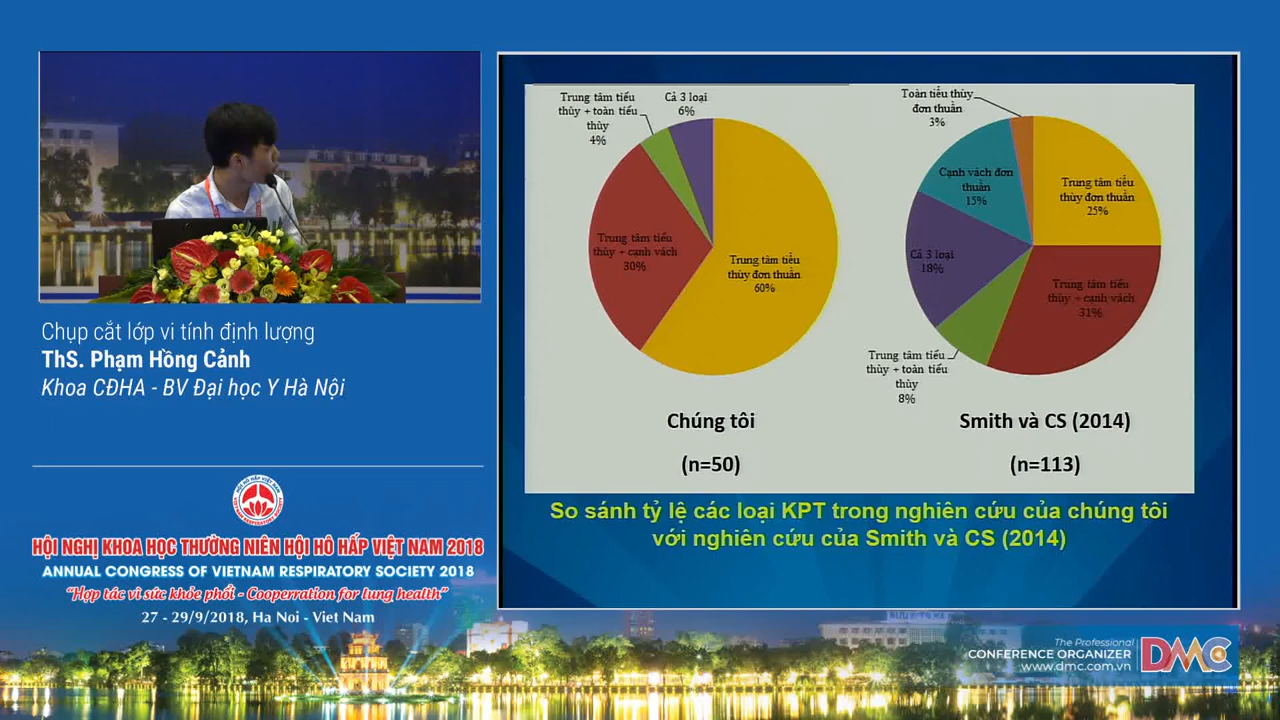 Chụp cắt lớp vi tính định lượng
ThS. Phạm Hồng Cảnh
Khoa CĐHA - BV Đại học Y Hà Nội
HỘI HÔ HẤP VIỆT NAM
HỘI NGHỊ KHOA HỌC THƯỜNG NIÊN HỘI HÔ HẤP VIỆT NAM 2018
ANNUAL CONGRESS OF VIETNAM RESPIRATORY SOCIETY 2018
“Hợp tác vì sức khỏe phổi - Cooperration for lung health”
27 - 29/9/2018, Ha Noi - Viet Nam
Trung tâm tiểu
thùy + toàn tiểu
thùy
4%
Cả 3 loại
6%
Trung tâm tiểu
thùy + cạnh vách
30%
Trung tâm tiểu
thùy đơn thuần
60%
Chúng tôi
(n=50)
Toàn tiểu thùy
đơn thuần
3%
Cạnh vách đơn
thuần
15%
Trung tâm tiểu
thùy đơn thuần
25%
Cả 3 loại
18%
Trung tâm tiểu
thùy + cạnh vách
31%
Trung tâm tiểu
thùy + toàn tiểu
thùy
8%
Smith và CS (2014)
(n=113)
So sánh tỷ lệ các loại KPT trong nghiên cứu của chúng tôi
với nghiên cứu của Smith và CS (2014)
The Professional
CONFERENCE ORGANIZER
www.dmc.com.vn
DMC